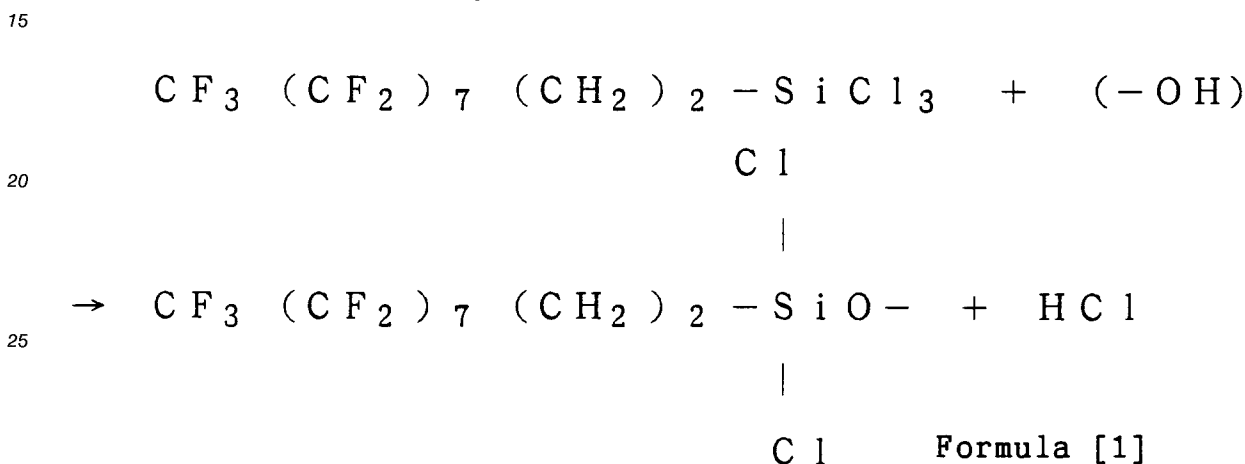 15
CF₃ (CF₂)₇ (CH₂)₂ -SiCl₃ + (-OH)
Cl
20
|
→ CF₃ (CF₂)₇ (CH₂)₂ -SiO- + HCl
25
|
Cl Formula [1]